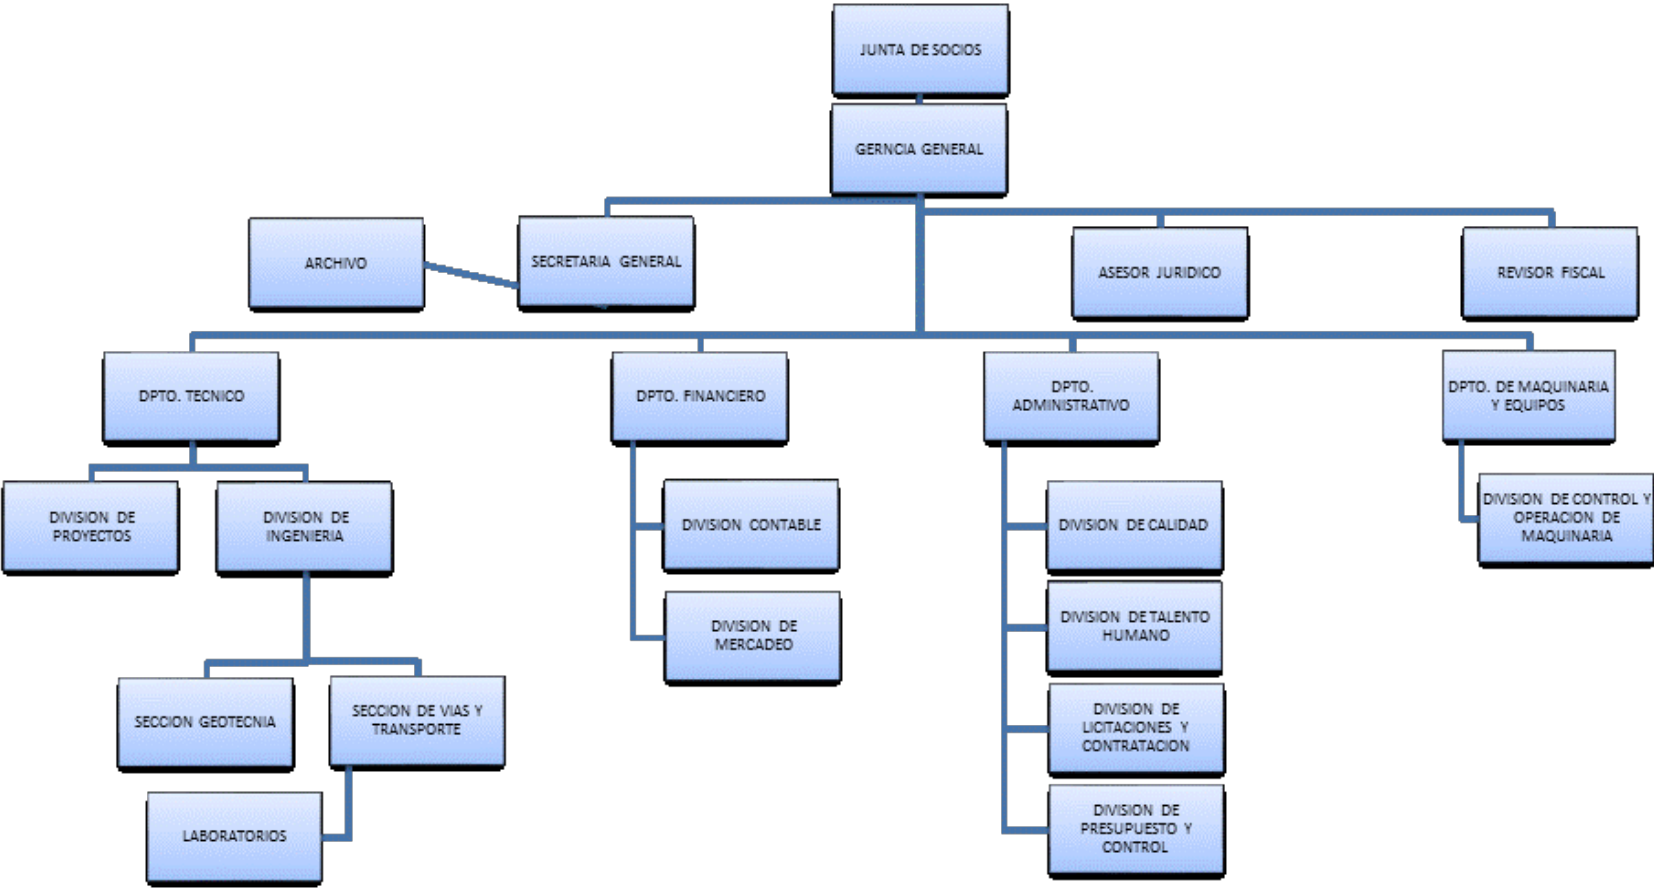 JUNTA DE SOCIOS
GERNCIA GENERAL
ARCHIVO
SECRETARIA GENERAL
ASESOR JURIDICO
REVISOR FISCAL
DPTO. TECNICO
DPTO. FINANCIERO
DPTO.
ADMINISTRATIVO
DPTO. DE MAQUINARIA
Y EQUIPOS
DIVISION DE
PROYECTOS
DIVISION DE
INGENIERIA
DIVISION CONTABLE
DIVISION DE CALIDAD
DIVISION DE CONTROL Y
OPERACION DE
MAQUINARIA
DIVISION DE
MERCADEO
DIVISION DE TALENTO
HUMANO
SECCION GEOTECNIA
SECCION DE VIAS Y
TRANSPORTE
DIVISION DE
LICITACIONES Y
CONTRATACION
LABORATORIOS
DIVISION DE
PRESUPUESTO Y
CONTROL